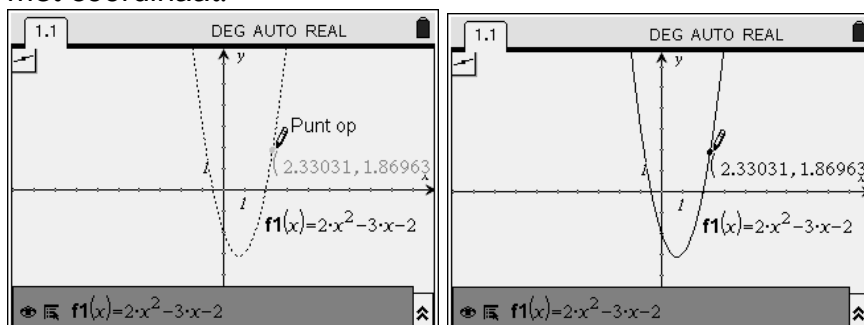 met coördinaat.
1.1 DEG AUTO REAL
y
Punt op
1
(2.33031,1.86963
x
1
f1(x)=2·x²−3·x−2
f1(x)=2·x²−3·x−2
1.1 DEG AUTO REAL
y
1
(2.33031,1.86963
x
1
f1(x)=2·x²−3·x−2
f1(x)=2·x²−3·x−2